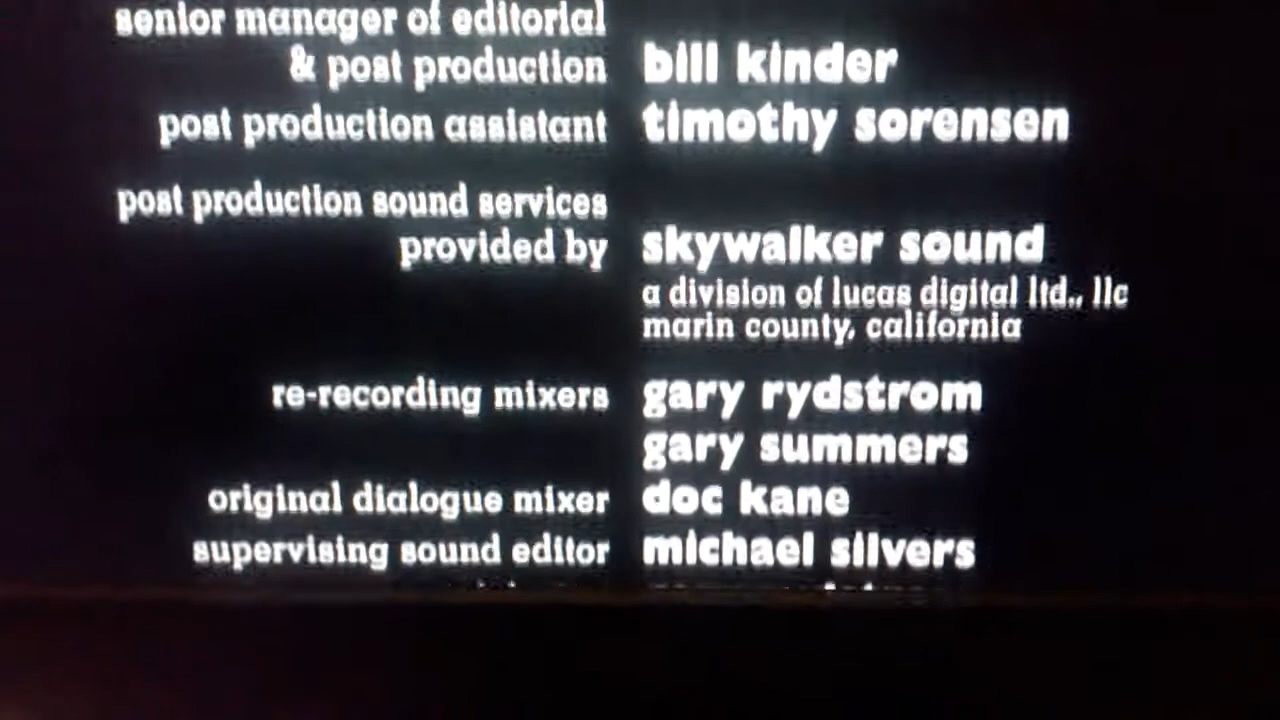 senior manager of editorial
& post production bill kinder
post production assistant timothy sorensen
post production sound services
provided by skywalker sound
a division of lucas digital ltd., llc
marin county, california
re-recording mixers gary rydstrom
gary summers
original dialogue mixer doc kane
supervising sound editor michael silvers